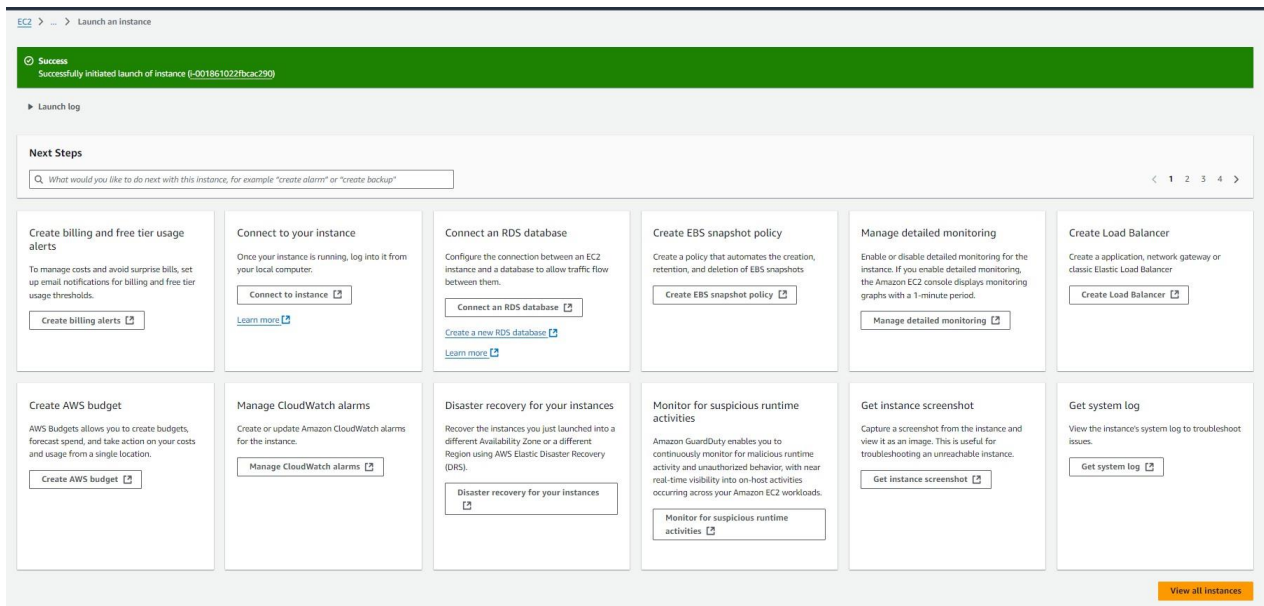 EC2 > ... > Launch an instance
Success
Successfully initiated launch of instance (i-001861022fbcac290)
Launch log
Next Steps
What would you like to do next with this instance, for example "create alarm" or "create backup"
1 2 3 4
Create billing and free tier usage
alerts
To manage costs and avoid surprise bills, set
up email notifications for billing and free tier
usage thresholds.
Create billing alerts
Connect to your instance
Once your instance is running, log into it from
your local computer.
Connect to instance
Learn more
Connect an RDS database
Configure the connection between an EC2
instance and a database to allow traffic flow
between them.
Connect an RDS database
Create a new RDS database
Learn more
Create EBS snapshot policy
Create a policy that automates the creation,
retention, and deletion of EBS snapshots
Create EBS snapshot policy
Manage detailed monitoring
Enable or disable detailed monitoring for the
instance. If you enable detailed monitoring,
the Amazon EC2 console displays monitoring
graphs with a 1-minute period.
Manage detailed monitoring
Create Load Balancer
Create a application, network gateway or
classic Elastic Load Balancer
Create Load Balancer
Create AWS budget
AWS Budgets allows you to create budgets,
forecast spend, and take action on your costs
and usage from a single location.
Create AWS budget
Manage CloudWatch alarms
Create or update Amazon CloudWatch alarms
for the instance.
Manage CloudWatch alarms
Disaster recovery for your instances
Recover the instances you just launched into a
different Availability Zone or a different
Region using AWS Elastic Disaster Recovery
(DRS).
Disaster recovery for your instances
Monitor for suspicious runtime
activities
Amazon GuardDuty enables you to
continuously monitor for malicious runtime
activity and unauthorized behavior, with near
real-time visibility into on-host activities
occurring across your Amazon EC2 workloads.
Monitor for suspicious runtime
activities
Get instance screenshot
Capture a screenshot from the instance and
view it as an image. This is useful for
troubleshooting an unreachable instance.
Get instance screenshot
Get system log
View the instance's system log to troubleshoot
issues.
Get system log
View all instances